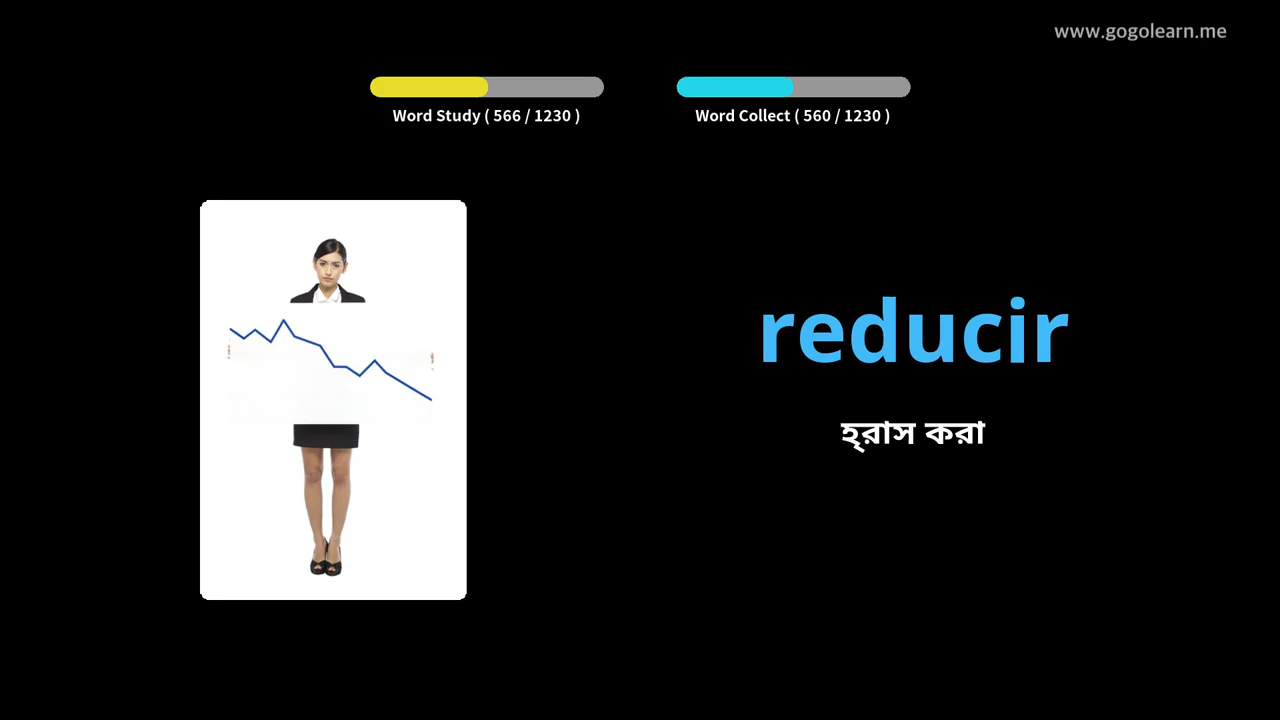 www.gogolearn.me
Word Study ( 566 / 1230 )
Word Collect ( 560 / 1230 )
reducir
হ্রাস করা